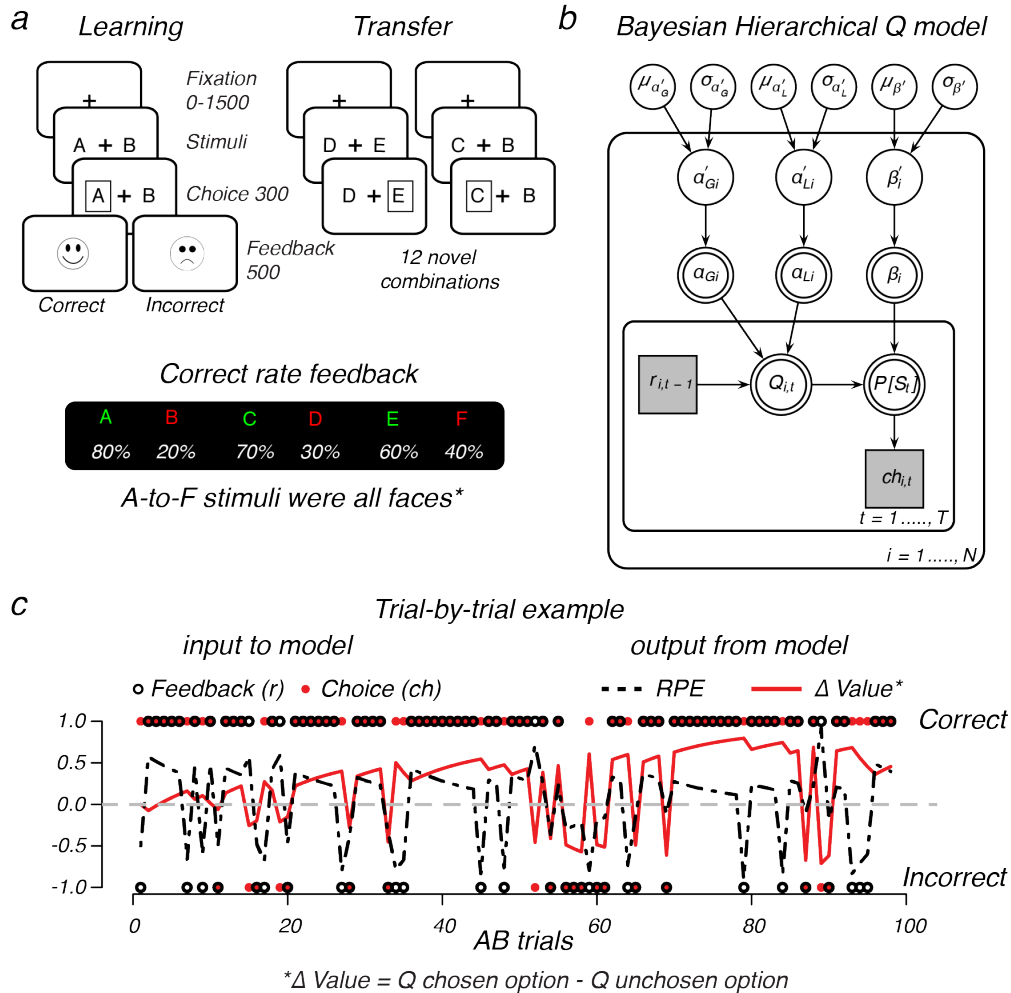 a
Learning
Transfer
Fixation
0-1500
+
+
+
Stimuli
A + B
D + E
C + B
Choice 300
A + B
D + E
C + B
Feedback
500
Correct
Incorrect
12 novel
combinations
Correct rate feedback
A B C D E F
80% 20% 70% 30% 60% 40%
A-to-F stimuli were all faces*
b
Bayesian Hierarchical Q model
μα′G σα′G μα′L σα′L μβ′ σβ′
α′Gi α′Li β′i
αGi αLi βi
ri,t − 1 Qi,t P[St]
chi,t
t = 1 ....., T
i = 1 ....., N
c
Trial-by-trial example
input to model
output from model
Feedback (r) Choice (ch) RPE Δ Value*
1.0
Correct
0.5
0.0
-0.5
-1.0
Incorrect
0 20 40 60 80 100
AB trials
*Δ Value = Q chosen option - Q unchosen option